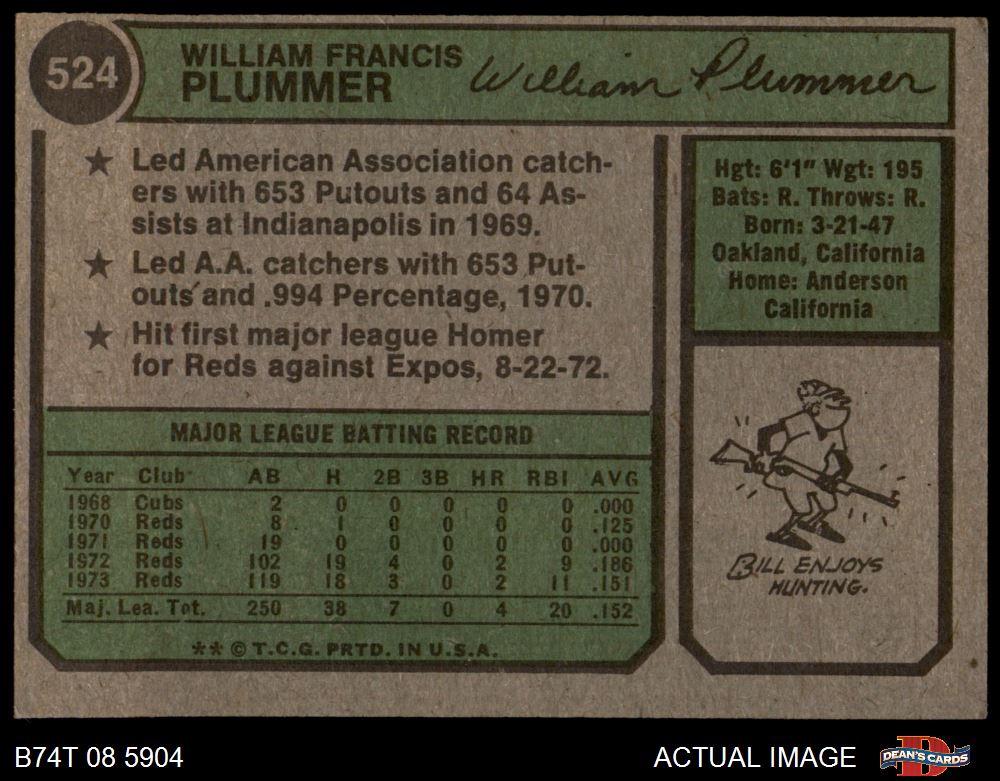 524
WILLIAM FRANCIS
PLUMMER
William Plummer
★ Led American Association catch-
ers with 653 Putouts and 64 As-
sists at Indianapolis in 1969.
★ Led A.A. catchers with 653 Put-
outs and .994 Percentage, 1970.
★ Hit first major league Homer
for Reds against Expos, 8-22-72.
Hgt: 6'1" Wgt: 195
Bats: R. Throws: R.
Born: 3-21-47
Oakland, California
Home: Anderson
California
MAJOR LEAGUE BATTING RECORD
Year Club AB H 2B 3B HR RBI AVG
1968 Cubs 2 0 0 0 0 0 .000
1970 Reds 8 1 0 0 0 0 .125
1971 Reds 19 0 0 0 0 0 .000
1972 Reds 102 19 4 0 2 9 .186
1973 Reds 119 18 3 0 2 11 .151
Maj. Lea. Tot. 250 38 7 0 4 20 .152
** © T.C.G. PRTD. IN U.S.A.
BILL ENJOYS
HUNTING.
B74T 08 5904
ACTUAL IMAGE
D
DEAN'S CARDS